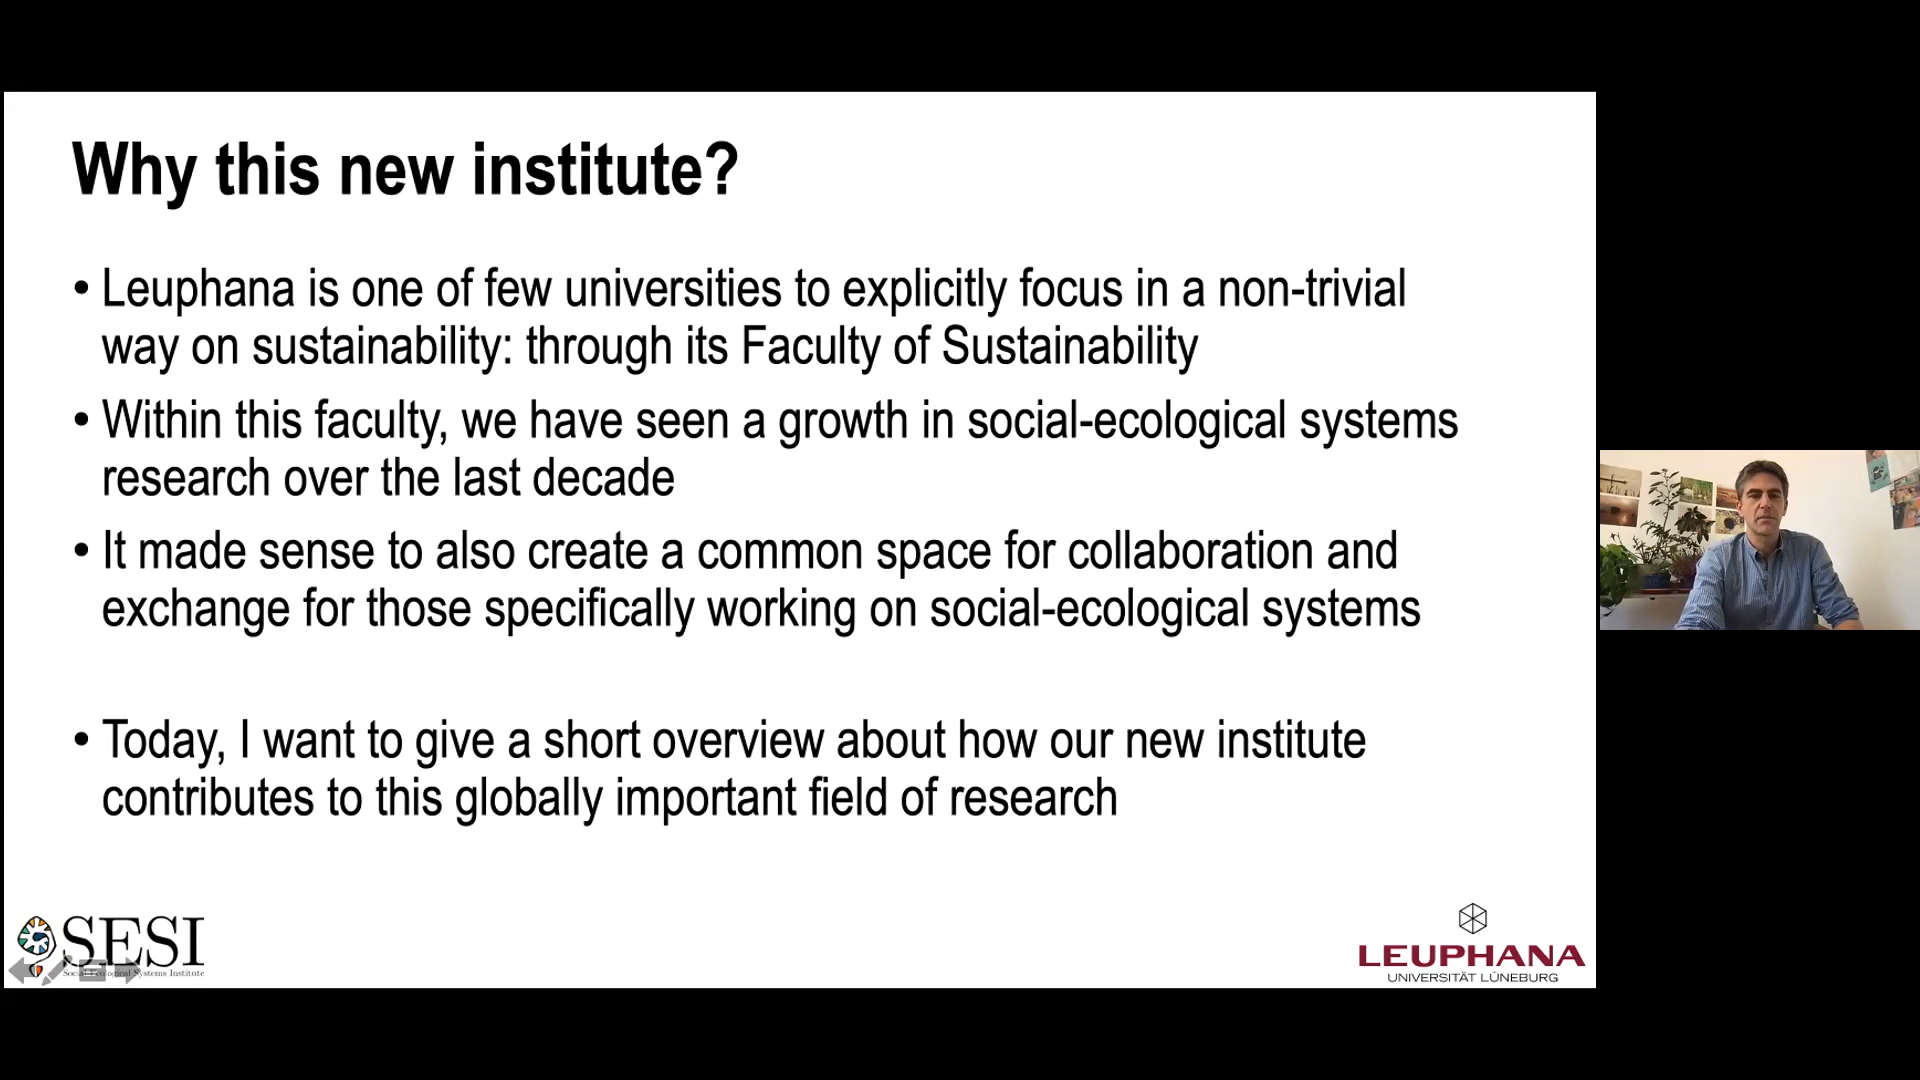 Why this new institute?
• Leuphana is one of few universities to explicitly focus in a non-trivial
way on sustainability: through its Faculty of Sustainability
• Within this faculty, we have seen a growth in social-ecological systems
research over the last decade
• It made sense to also create a common space for collaboration and
exchange for those specifically working on social-ecological systems
• Today, I want to give a short overview about how our new institute
contributes to this globally important field of research
SESI
Social-Ecological Systems Institute
LEUPHANA
UNIVERSITÄT LÜNEBURG